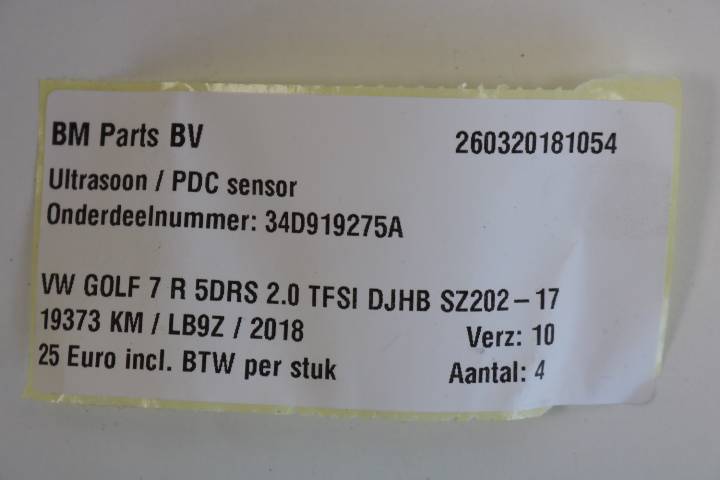 BM Parts BV 260320181054
Ultrasoon / PDC sensor
Onderdeelnummer: 34D919275A
VW GOLF 7 R 5DRS 2.0 TFSI DJHB SZ202-17
19373 KM / LB9Z / 2018 Verz: 10
25 Euro incl. BTW per stuk Aantal: 4